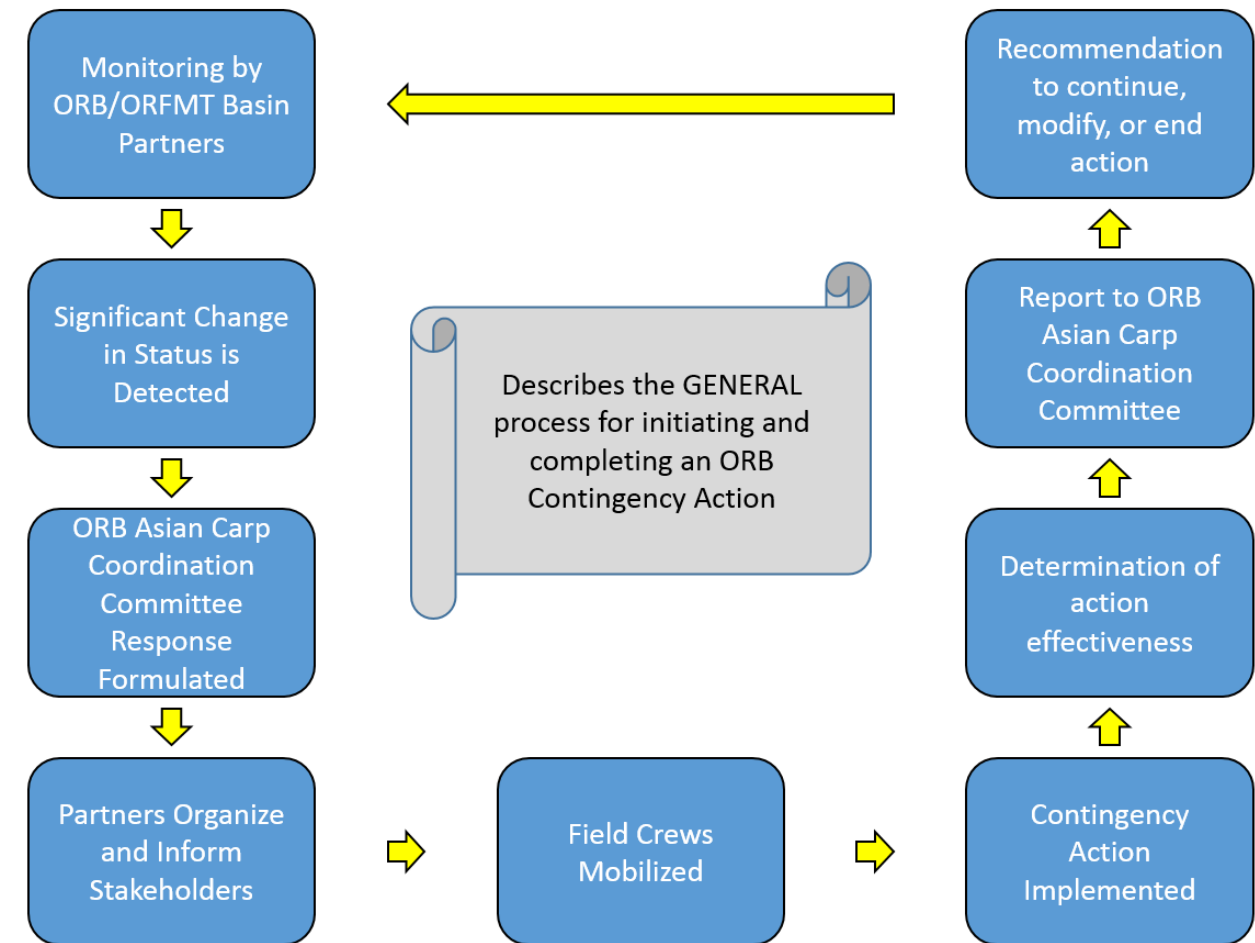 Monitoring by
ORB/ORFMT Basin
Partners
Significant Change
in Status is
Detected
ORB Asian Carp
Coordination
Committee
Response
Formulated
Partners Organize
and Inform
Stakeholders
Field Crews
Mobilized
Contingency
Action
Implemented
Determination of
action
effectiveness
Report to ORB
Asian Carp
Coordination
Committee
Recommendation
to continue,
modify, or end
action
Describes the GENERAL
process for initiating and
completing an ORB
Contingency Action